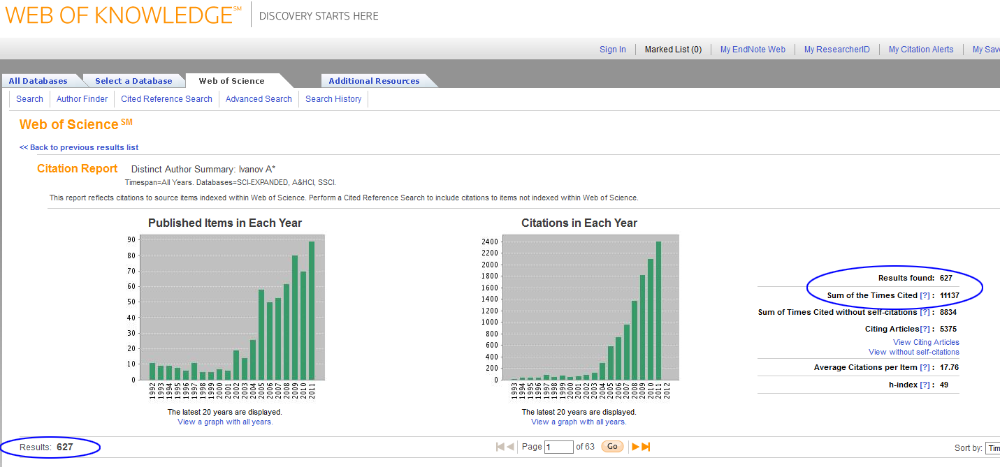 WEB OF KNOWLEDGE SM DISCOVERY STARTS HERE
Sign In Marked List (0) My EndNote Web My ResearcherID My Citation Alerts My Sav
All Databases Select a Database Web of Science Additional Resources
Search Author Finder Cited Reference Search Advanced Search Search History
Web of Science SM
<< Back to previous results list
Citation Report Distinct Author Summary: Ivanov A*
Timespan=All Years. Databases=SCI-EXPANDED, A&HCI, SSCI.
This report reflects citations to source items indexed within Web of Science. Perform a Cited Reference Search to include citations to items not indexed within Web of Science.
Published Items in Each Year
90
80
70
60
50
40
30
20
10
0
1992 1993 1994 1995 1996 1997 1998 1999 2000 2001 2002 2003 2004 2005 2006 2007 2008 2009 2010 2011
The latest 20 years are displayed.
View a graph with all years.
Citations in Each Year
2400
2200
2000
1800
1600
1400
1200
1000
800
600
400
200
0
1993 1994 1995 1996 1997 1998 1999 2000 2001 2002 2003 2004 2005 2006 2007 2008 2009 2010 2011 2012
The latest 20 years are displayed.
View a graph with all years.
Results found: 627
Sum of the Times Cited [?] : 11137
Sum of Times Cited without self-citations [?] : 8834
Citing Articles[?] : 5375
View Citing Articles
View without self-citations
Average Citations per Item [?] : 17.76
h-index [?] : 49
Results: 627 Page 1 of 63 Go Sort by: Tim